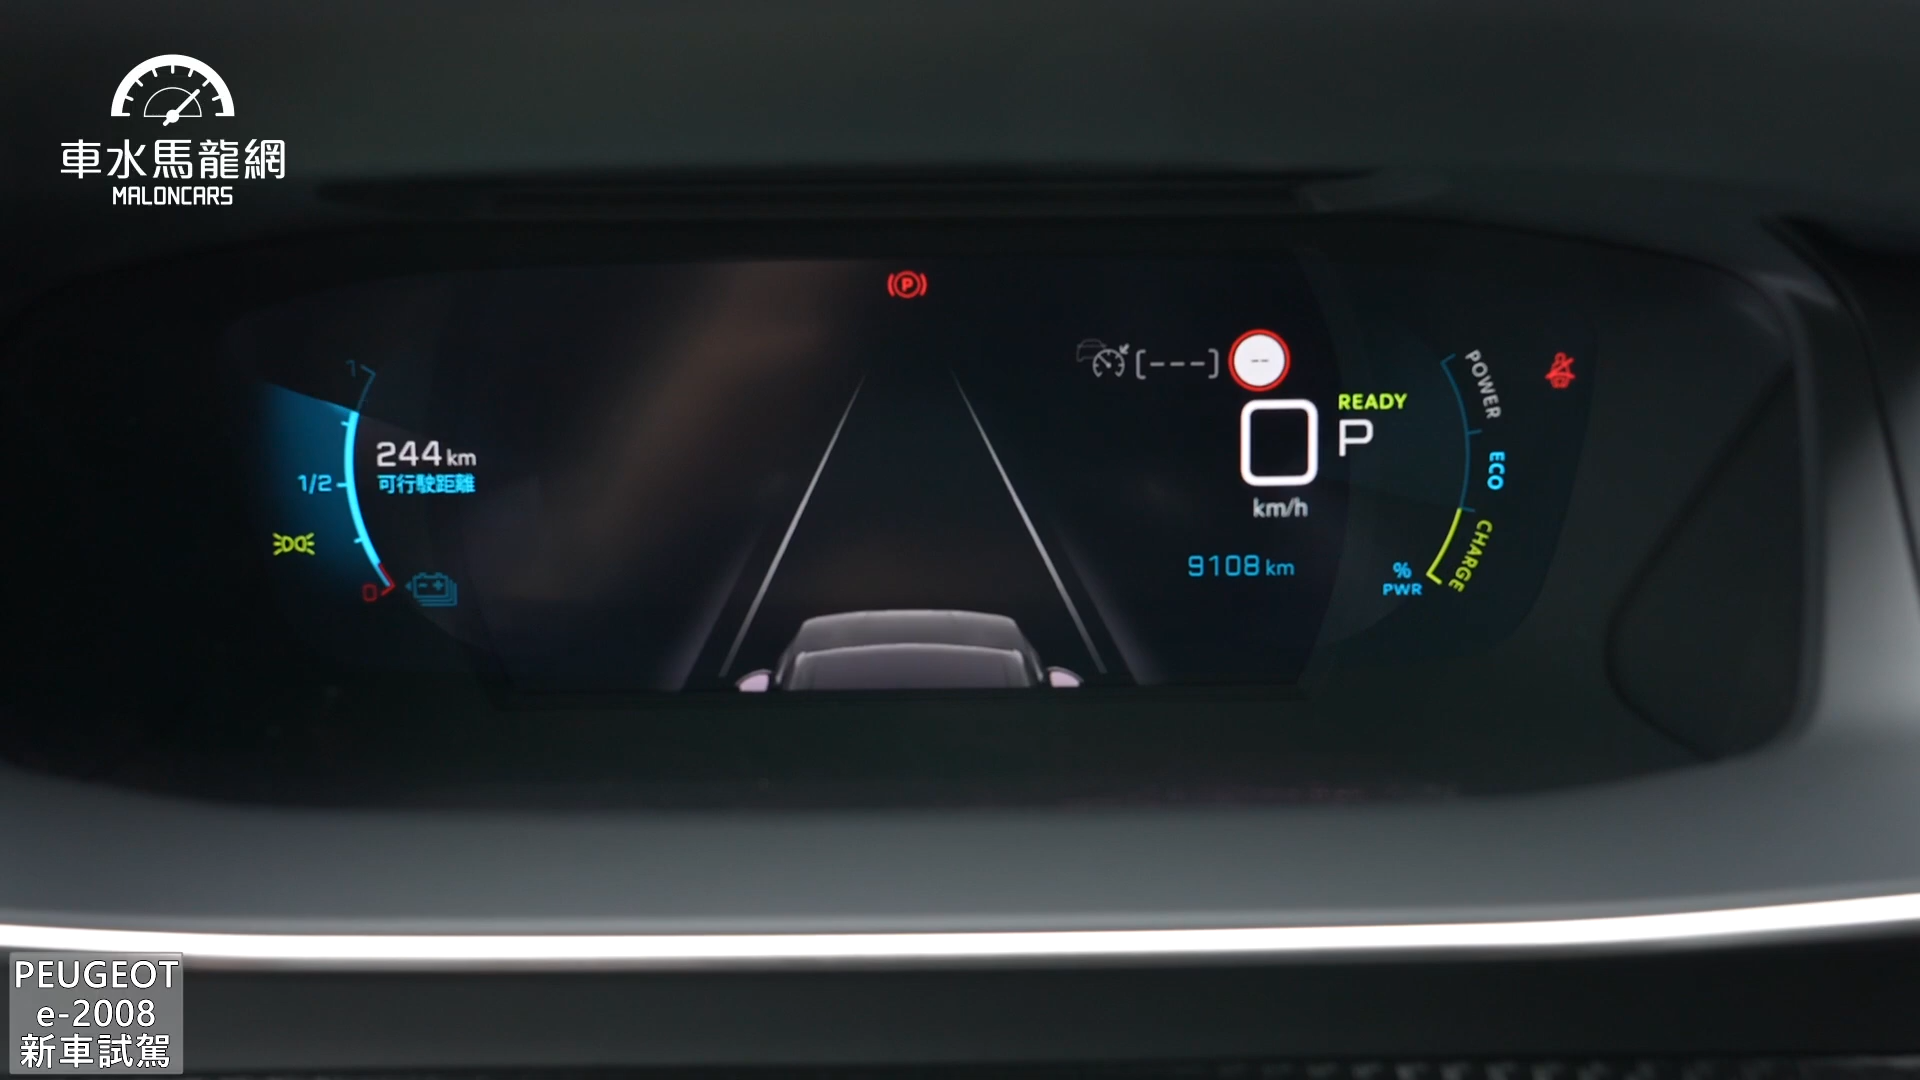 車水馬龍網
MALONCARS
P
[---]
--
1
244 km
可行駛距離
1/2
0
READY
P
0
km/h
9108 km
POWER
ECO
CHARGE
%
PWR
PEUGEOT
e-2008
新車試駕